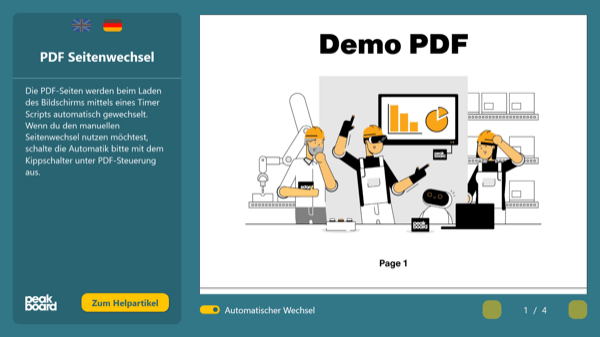 PDF Seitenwechsel
Die PDF-Seiten werden beim Laden
des Bildschirms mittels eines Timer
Scripts automatisch gewechselt.
Wenn du den manuellen
Seitenwechsel nutzen möchtest,
schalte die Automatik bitte mit dem
Kippschalter unter PDF-Steuerung
aus.
peak
board
Zum Helpartikel
Demo PDF
Page 1
Automatischer Wechsel
1 / 4